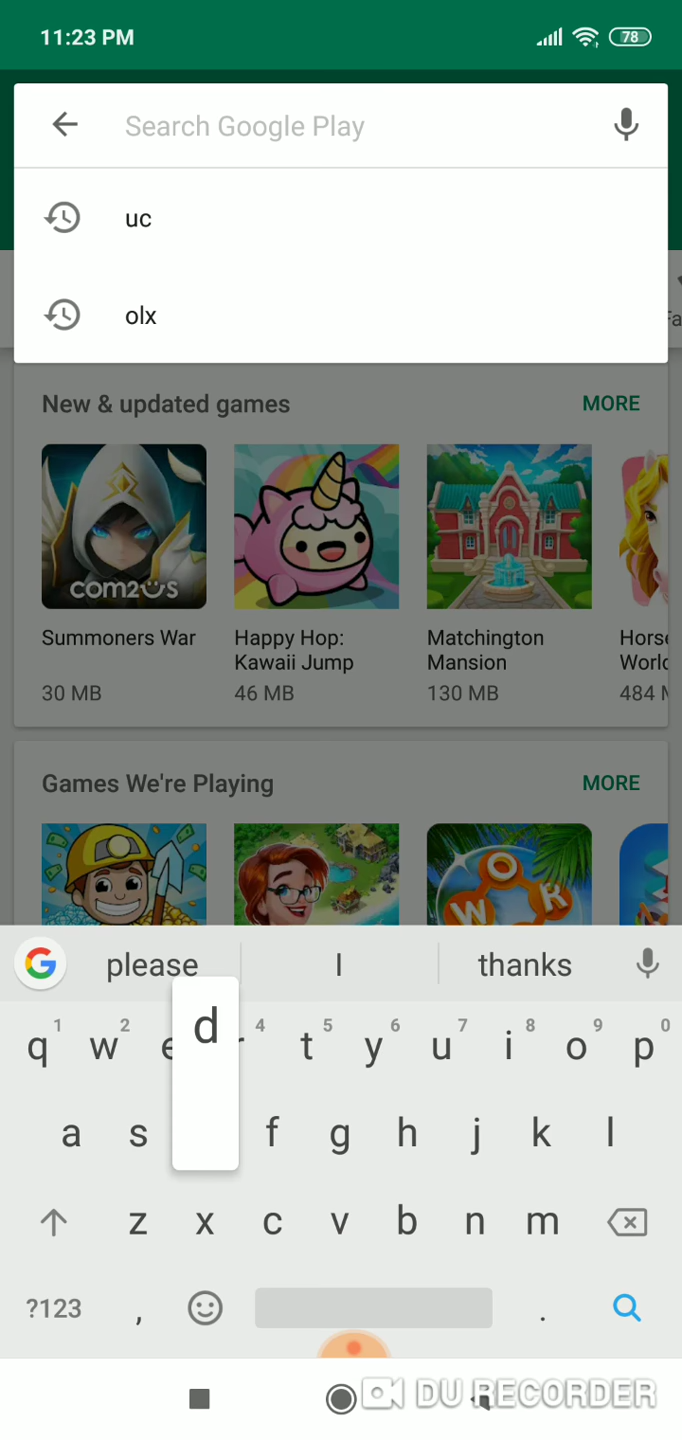 11:23 PM
78
Search Google Play
uc
olx
New & updated games
MORE
com2us
Summoners War
Happy Hop:
Kawaii Jump
Matchington
Mansion
30 MB
46 MB
130 MB
484
Games We're Playing
MORE
W O R
G please I thanks
d
q 1 w 2 e r 4 t 5 y 6 u 7 i 8 o 9 p 0
a s f g h j k l
z x c v b n m
?123 , .
DU RECORDER